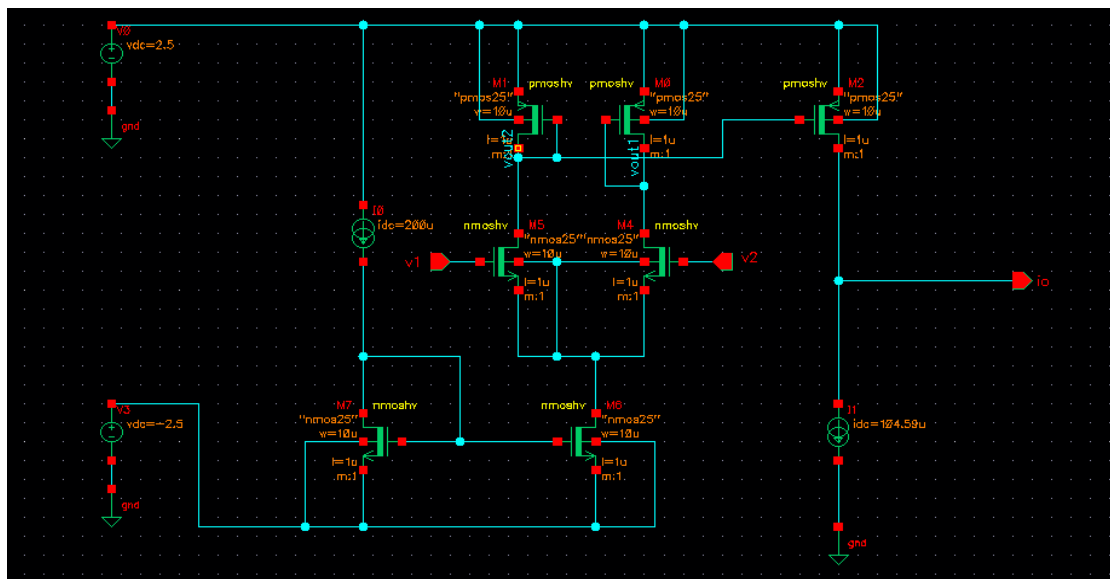 V0
vdc=2.5
gnd
M1
pmoshv
"pmos25"
w=10u
l=1u
m:1
vout2
pmoshv
M0
"pmos25"
w=10u
l=1u
m:1
vout1
pmoshv
M2
"pmos25"
w=10u
l=1u
m:1
I0
idc=200u
nmoshv
M5
"nmos25"
w=10u
l=1u
m:1
v1
M4
nmoshv
"nmos25"
w=10u
l=1u
m:1
v2
io
V3
vdc=-2.5
gnd
M7
nmoshv
"nmos25"
w=10u
l=1u
m:1
nmoshv
M6
"nmos25"
w=10u
l=1u
m:1
I1
idc=104.59u
gnd